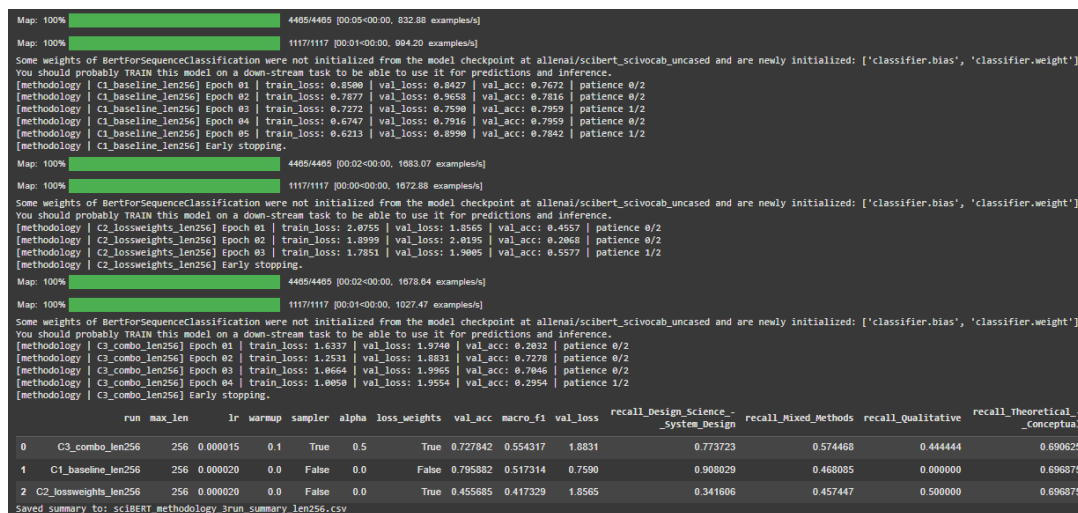 Map: 100% 4465/4465 [00:05<00:00, 832.88 examples/s]
Map: 100% 1117/1117 [00:01<00:00, 994.20 examples/s]
Some weights of BertForSequenceClassification were not initialized from the model checkpoint at allenai/scibert_scivocab_uncased and are newly initialized: ['classifier.bias', 'classifier.weight']
You should probably TRAIN this model on a down-stream task to be able to use it for predictions and inference.
[methodology | C1_baseline_len256] Epoch 01 | train_loss: 0.8500 | val_loss: 0.8427 | val_acc: 0.7672 | patience 0/2
[methodology | C1_baseline_len256] Epoch 02 | train_loss: 0.7877 | val_loss: 0.9658 | val_acc: 0.7816 | patience 0/2
[methodology | C1_baseline_len256] Epoch 03 | train_loss: 0.7272 | val_loss: 0.7590 | val_acc: 0.7959 | patience 1/2
[methodology | C1_baseline_len256] Epoch 04 | train_loss: 0.6747 | val_loss: 0.7916 | val_acc: 0.7959 | patience 0/2
[methodology | C1_baseline_len256] Epoch 05 | train_loss: 0.6213 | val_loss: 0.8990 | val_acc: 0.7842 | patience 1/2
[methodology | C1_baseline_len256] Early stopping.
Map: 100% 4465/4465 [00:02<00:00, 1683.07 examples/s]
Map: 100% 1117/1117 [00:00<00:00, 1672.88 examples/s]
Some weights of BertForSequenceClassification were not initialized from the model checkpoint at allenai/scibert_scivocab_uncased and are newly initialized: ['classifier.bias', 'classifier.weight']
You should probably TRAIN this model on a down-stream task to be able to use it for predictions and inference.
[methodology | C2_lossweights_len256] Epoch 01 | train_loss: 2.0755 | val_loss: 1.8565 | val_acc: 0.4557 | patience 0/2
[methodology | C2_lossweights_len256] Epoch 02 | train_loss: 1.8999 | val_loss: 2.0195 | val_acc: 0.2068 | patience 0/2
[methodology | C2_lossweights_len256] Epoch 03 | train_loss: 1.7851 | val_loss: 1.9005 | val_acc: 0.5577 | patience 1/2
[methodology | C2_lossweights_len256] Early stopping.
Map: 100% 4465/4465 [00:02<00:00, 1678.64 examples/s]
Map: 100% 1117/1117 [00:01<00:00, 1027.47 examples/s]
Some weights of BertForSequenceClassification were not initialized from the model checkpoint at allenai/scibert_scivocab_uncased and are newly initialized: ['classifier.bias', 'classifier.weight']
You should probably TRAIN this model on a down-stream task to be able to use it for predictions and inference.
[methodology | C3_combo_len256] Epoch 01 | train_loss: 1.6337 | val_loss: 1.9740 | val_acc: 0.2032 | patience 0/2
[methodology | C3_combo_len256] Epoch 02 | train_loss: 1.2531 | val_loss: 1.8831 | val_acc: 0.7278 | patience 0/2
[methodology | C3_combo_len256] Epoch 03 | train_loss: 1.0664 | val_loss: 1.9965 | val_acc: 0.7046 | patience 0/2
[methodology | C3_combo_len256] Epoch 04 | train_loss: 1.0050 | val_loss: 1.9554 | val_acc: 0.2954 | patience 1/2
[methodology | C3_combo_len256] Early stopping.
run max_len lr warmup sampler alpha loss_weights val_acc macro_f1 val_loss recall_Design_Science_-_System_Design recall_Mixed_Methods recall_Qualitative recall_Theoretical_-_Conceptual
0 C3_combo_len256 256 0.000015 0.1 True 0.5 True 0.727842 0.554317 1.8831 0.773723 0.574468 0.444444 0.690625
1 C1_baseline_len256 256 0.000020 0.0 False 0.0 False 0.795882 0.517314 0.7590 0.908029 0.468085 0.000000 0.696875
2 C2_lossweights_len256 256 0.000020 0.0 False 0.0 True 0.455685 0.417329 1.8565 0.341606 0.457447 0.500000 0.696875
Saved summary to: sciBERT_methodology_3run_summary_len256.csv